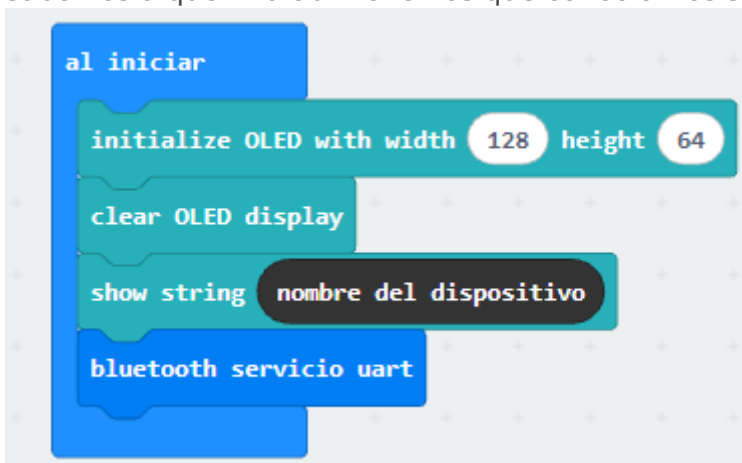 al iniciar
initialize OLED with width 128 height 64
clear OLED display
show string nombre del dispositivo
bluetooth servicio uart